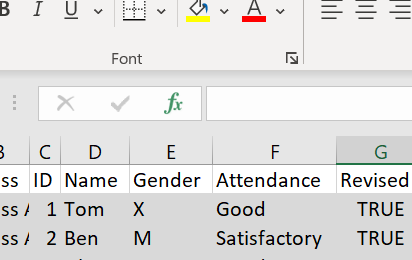 B I U A
Font
fx
B C D E F G
ss ID Name Gender Attendance Revised
ss A 1 Tom X Good TRUE
ss A 2 Ben M Satisfactory TRUE